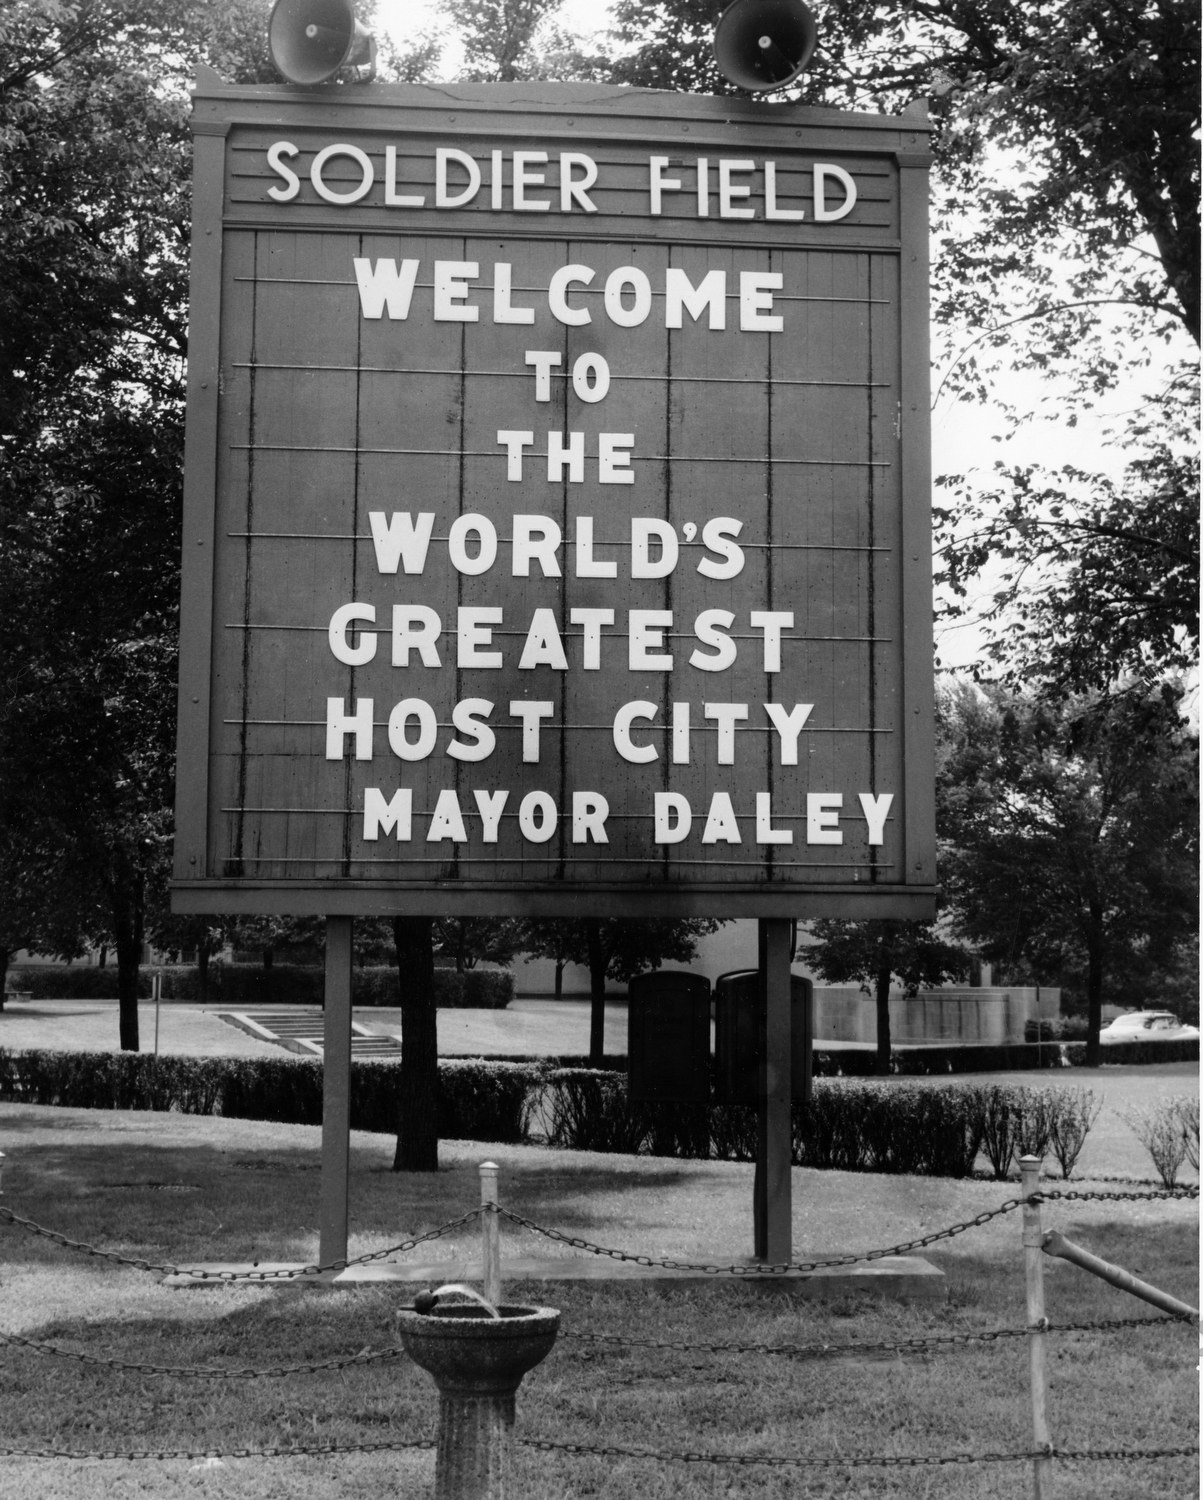 SOLDIER FIELD
WELCOME
TO
THE
WORLD'S
GREATEST
HOST CITY
MAYOR DALEY